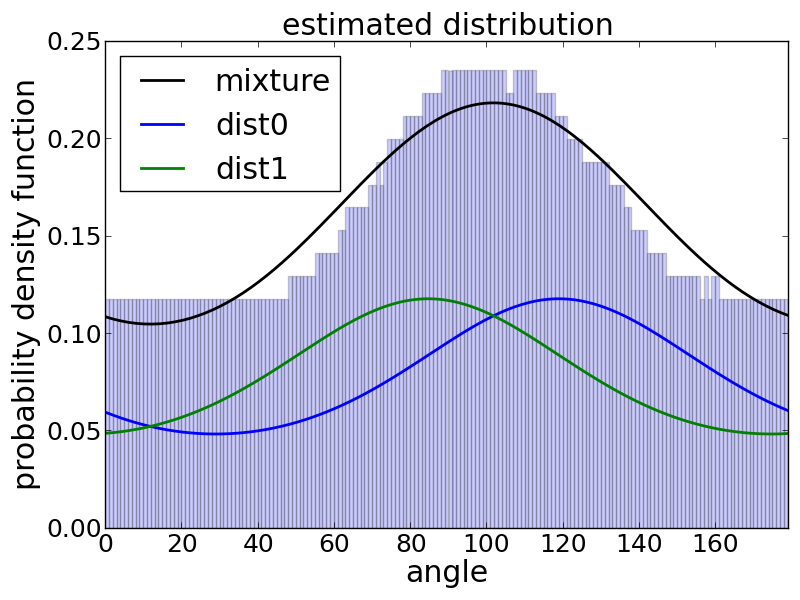 estimated distribution
0.25
0.20
0.15
0.10
0.05
0.00
probability density function
mixture
dist0
dist1
0 20 40 60 80 100 120 140 160
angle